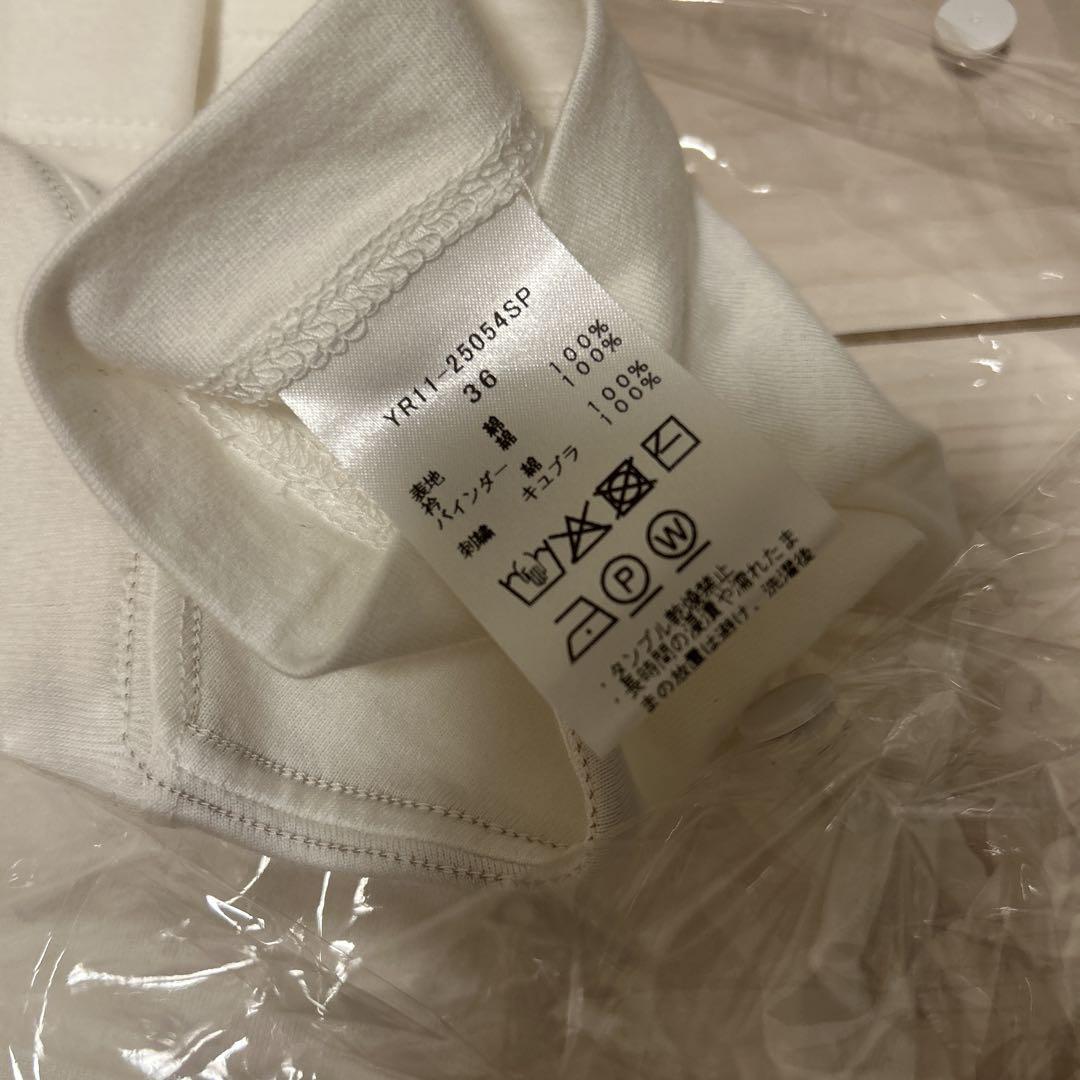 YR11-25054SP
36
表地 綿 100%
衿 綿 100%
バインダー 綿 100%
刺繍 キュプラ 100%
P W
・タンブル乾燥禁止
・長時間の浸漬や濡れたま
まの放置は避け、洗濯後